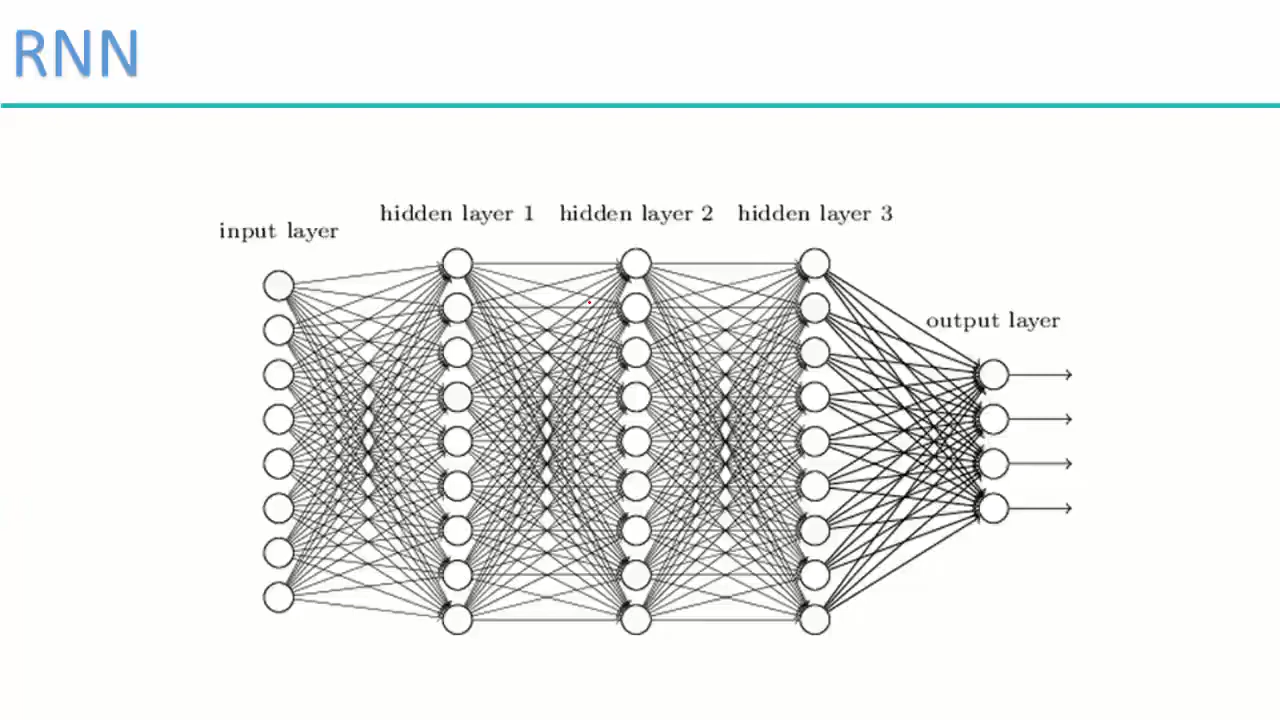 RNN
input layer
hidden layer 1
hidden layer 2
hidden layer 3
output layer